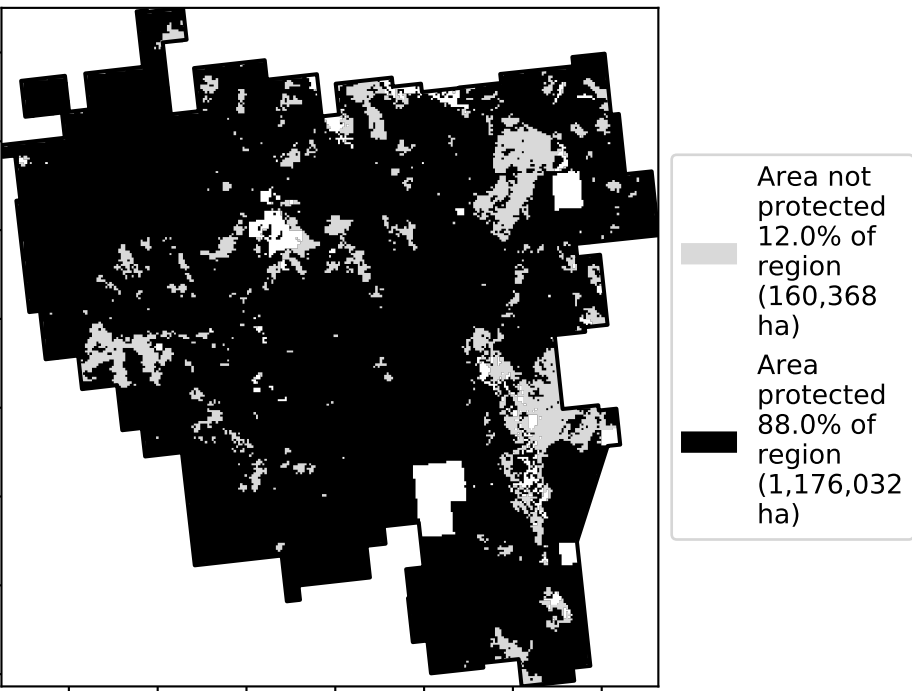 Area not
protected
12.0% of
region
(160,368
ha)
Area
protected
88.0% of
region
(1,176,032
ha)